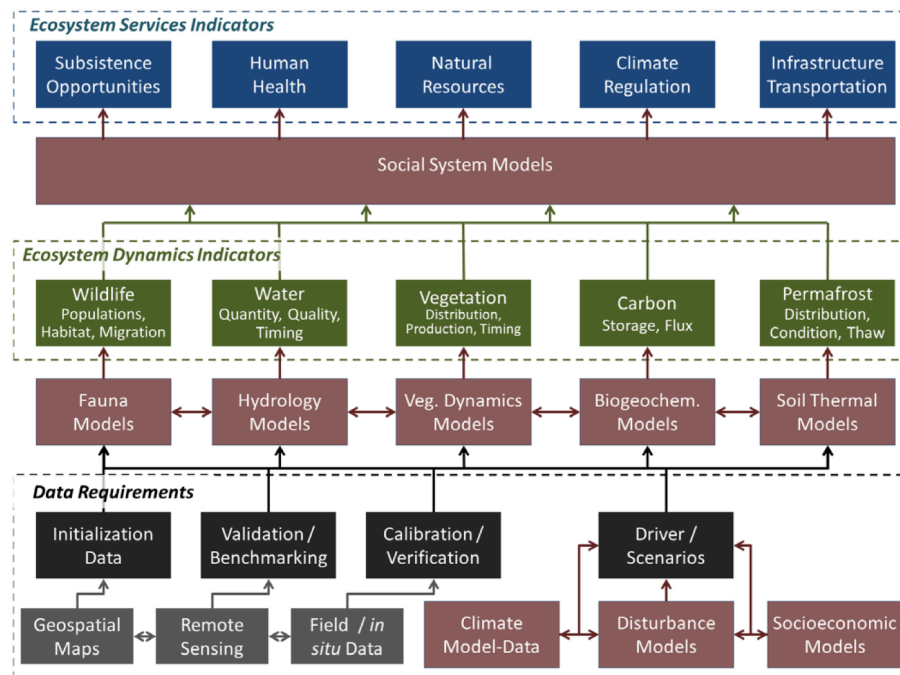 Ecosystem Services Indicators
Subsistence
Opportunities
Human
Health
Natural
Resources
Climate
Regulation
Infrastructure
Transportation
Social System Models
Ecosystem Dynamics Indicators
Wildlife
Populations,
Habitat, Migration
Water
Quantity, Quality,
Timing
Vegetation
Distribution,
Production, Timing
Carbon
Storage, Flux
Permafrost
Distribution,
Condition, Thaw
Fauna
Models
Hydrology
Models
Veg. Dynamics
Models
Biogeochem.
Models
Soil Thermal
Models
Data Requirements
Initialization
Data
Validation /
Benchmarking
Calibration /
Verification
Driver /
Scenarios
Geospatial
Maps
Remote
Sensing
Field / in
situ Data
Climate
Model-Data
Disturbance
Models
Socioeconomic
Models